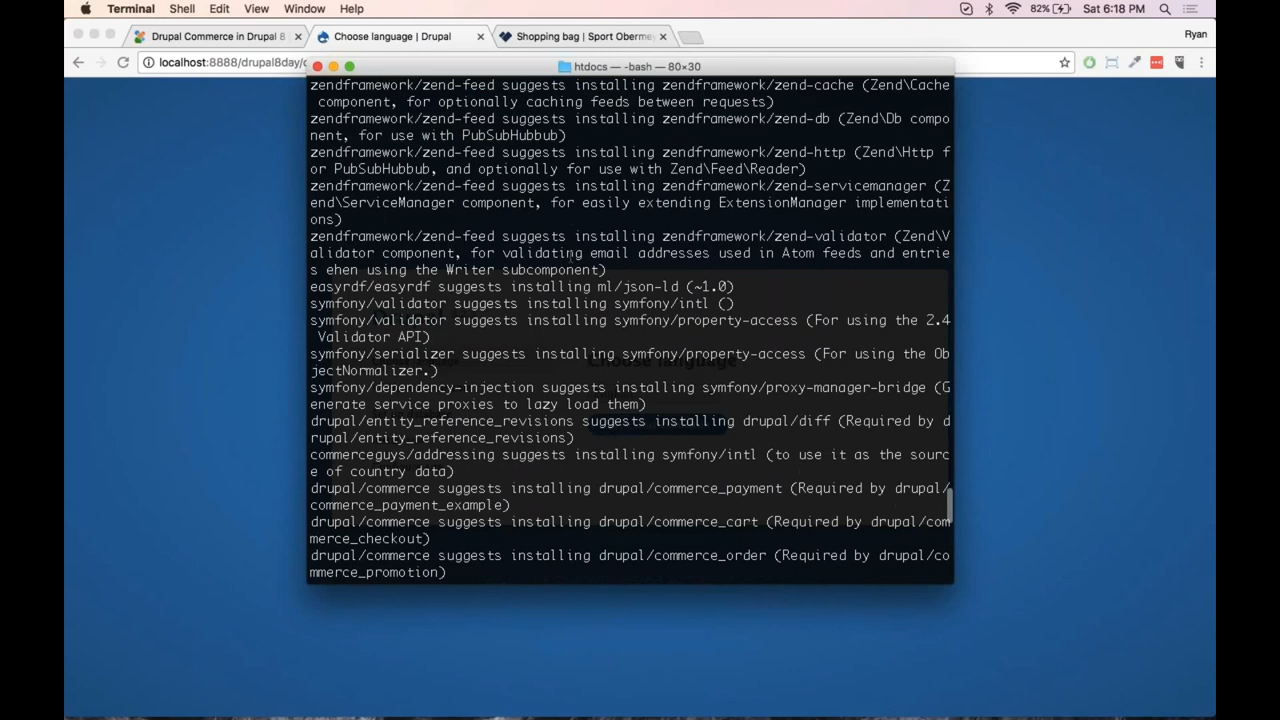 Terminal Shell Edit View Window Help 82% Sat 6:18 PM
Drupal Commerce in Drupal 8 Choose language | Drupal Shopping bag | Sport Obermey Ryan
localhost:8888/drupal8day/c
htdocs — -bash — 80×30
zendframework/zend-feed suggests installing zendframework/zend-cache (Zend\Cache
component, for optionally caching feeds between requests)
zendframework/zend-feed suggests installing zendframework/zend-db (Zend\Db compo
nent, for use with PubSubHubbub)
zendframework/zend-feed suggests installing zendframework/zend-http (Zend\Http f
or PubSubHubbub, and optionally for use with Zend\Feed\Reader)
zendframework/zend-feed suggests installing zendframework/zend-servicemanager (Z
end\ServiceManager component, for easily extending ExtensionManager implementati
ons)
zendframework/zend-feed suggests installing zendframework/zend-validator (Zend\V
alidator component, for validating email addresses used in Atom feeds and entrie
s ehen using the Writer subcomponent)
easyrdf/easyrdf suggests installing ml/json-ld (~1.0)
symfony/validator suggests installing symfony/intl ()
symfony/validator suggests installing symfony/property-access (For using the 2.4
Validator API)
symfony/serializer suggests installing symfony/property-access (For using the Ob
jectNormalizer.)
Choose language
symfony/dependency-injection suggests installing symfony/proxy-manager-bridge (G
enerate service proxies to lazy load them)
drupal/entity_reference_revisions suggests installing drupal/diff (Required by d
rupal/entity_reference_revisions)
commerceguys/addressing suggests installing symfony/intl (to use it as the sourc
e of country data)
drupal/commerce suggests installing drupal/commerce_payment (Required by drupal/
commerce_payment_example)
drupal/commerce suggests installing drupal/commerce_cart (Required by drupal/com
merce_checkout)
drupal/commerce suggests installing drupal/commerce_order (Required by drupal/co
mmerce_promotion)